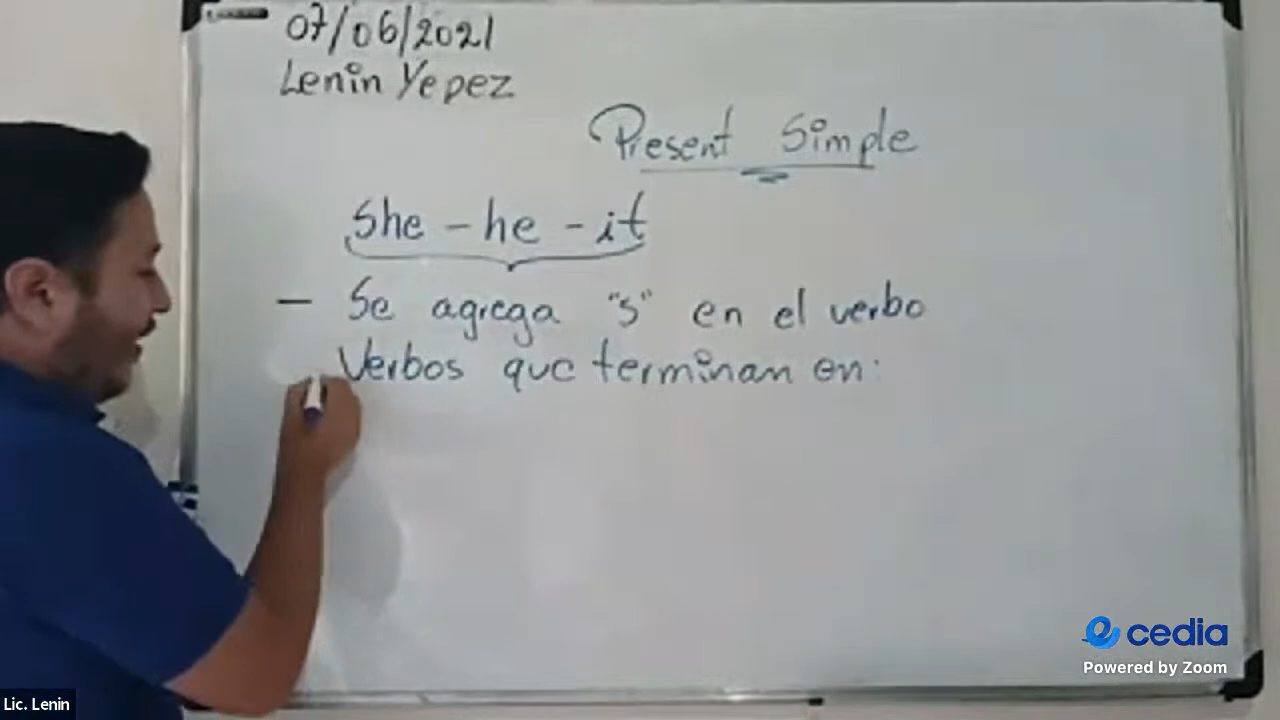 07/06/2021
Lenin Yepez
Present Simple
She - he - it
- Se agrega "s" en el verbo
Verbos que terminan en:
cedia
Powered by Zoom
Lic. Lenin